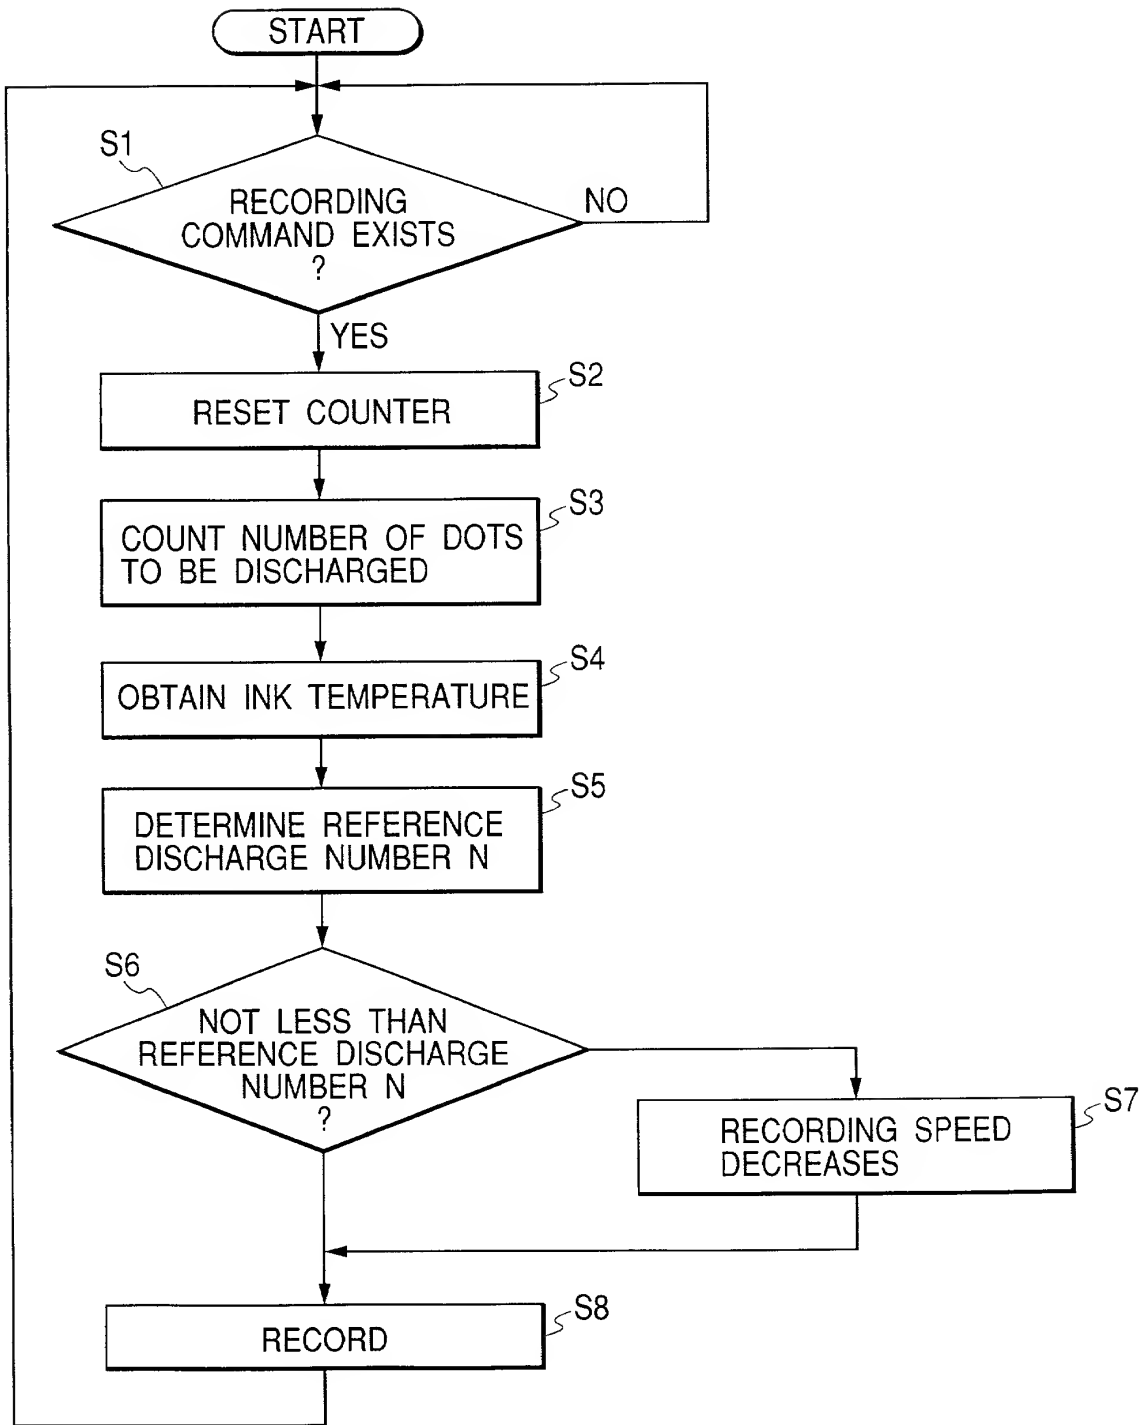 START
S1
RECORDING
COMMAND EXISTS
?
NO
YES
S2
RESET COUNTER
S3
COUNT NUMBER OF DOTS
TO BE DISCHARGED
S4
OBTAIN INK TEMPERATURE
S5
DETERMINE REFERENCE
DISCHARGE NUMBER N
S6
NOT LESS THAN
REFERENCE DISCHARGE
NUMBER N
?
S7
RECORDING SPEED
DECREASES
S8
RECORD